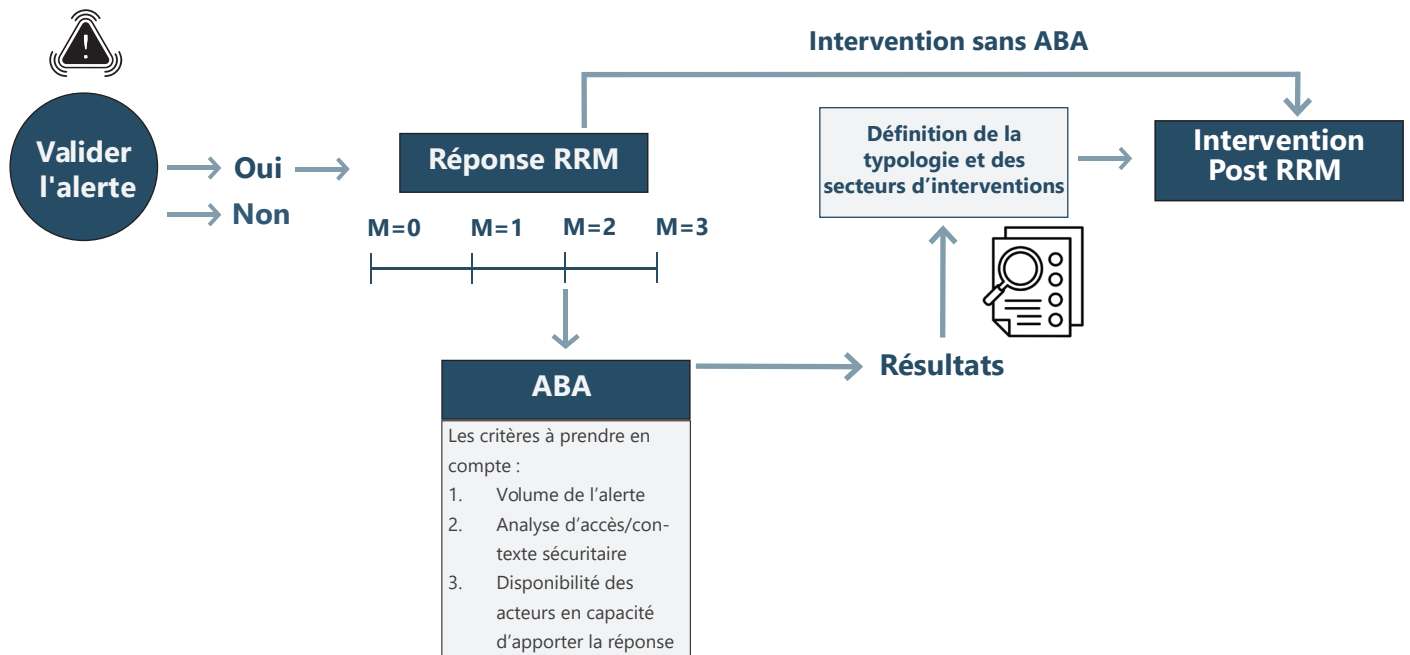 Intervention sans ABA
Valider
l'alerte
Oui
Non
Réponse RRM
M=0 M=1 M=2 M=3
Définition de la
typologie et des
secteurs d’interventions
Intervention
Post RRM
Résultats
ABA
Les critères à prendre en
compte :
1. Volume de l’alerte
2. Analyse d’accès/con-
texte sécuritaire
3. Disponibilité des
acteurs en capacité
d’apporter la réponse